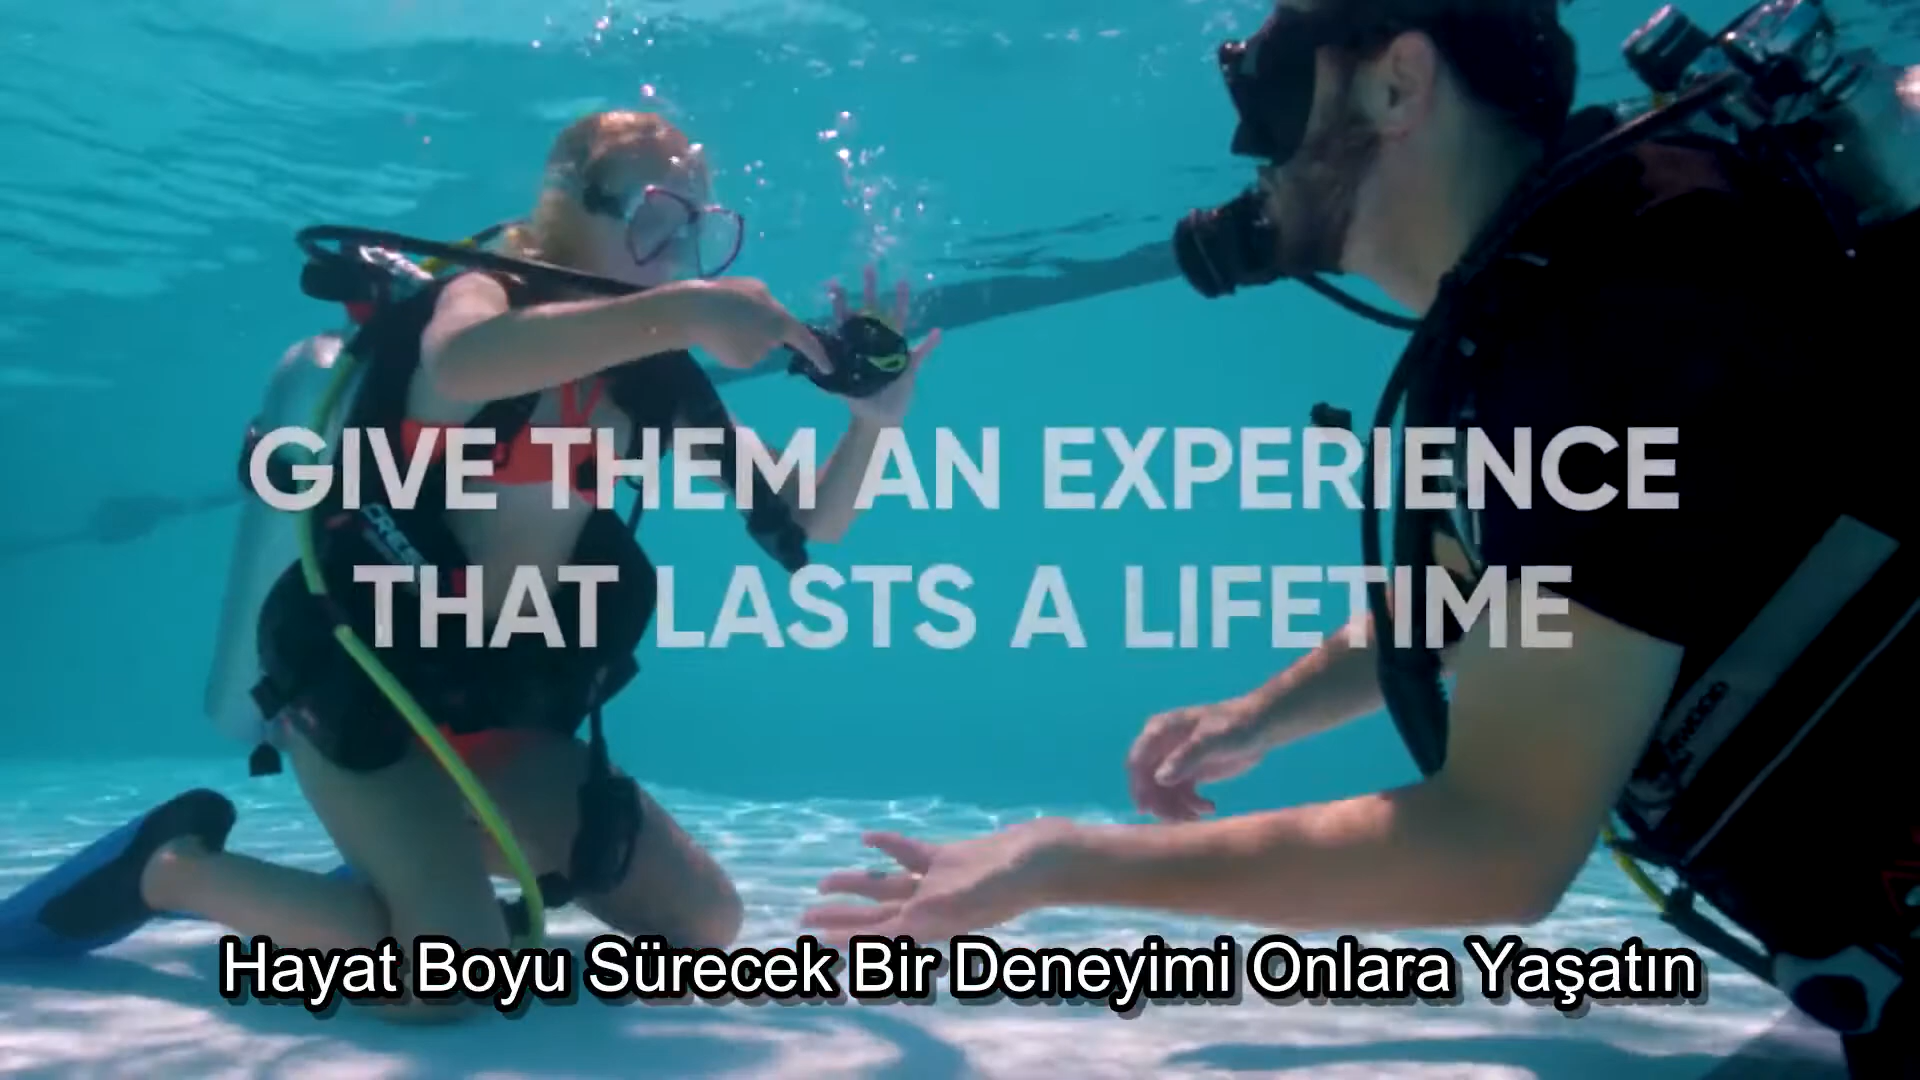 GIVE THEM AN EXPERIENCE
THAT LASTS A LIFETIME
Hayat Boyu Sürecek Bir Deneyimi Onlara Yaşatın